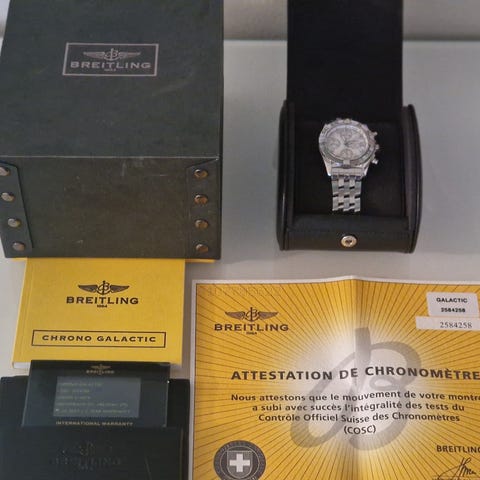 BREITLING
1884
BREITLING
1884
CHRONO GALACTIC
INTERNATIONAL WARRANTY
BREITLING
BREITLING
1884
GALACTIC
2584258
2584258
ATTESTATION DE CHRONOMÈTRE
Nous attestons que le mouvement de votre montre
a subi avec succès l'intégralité des tests du
Contrôle Officiel Suisse des Chronomètres
(COSC)
BREITLING